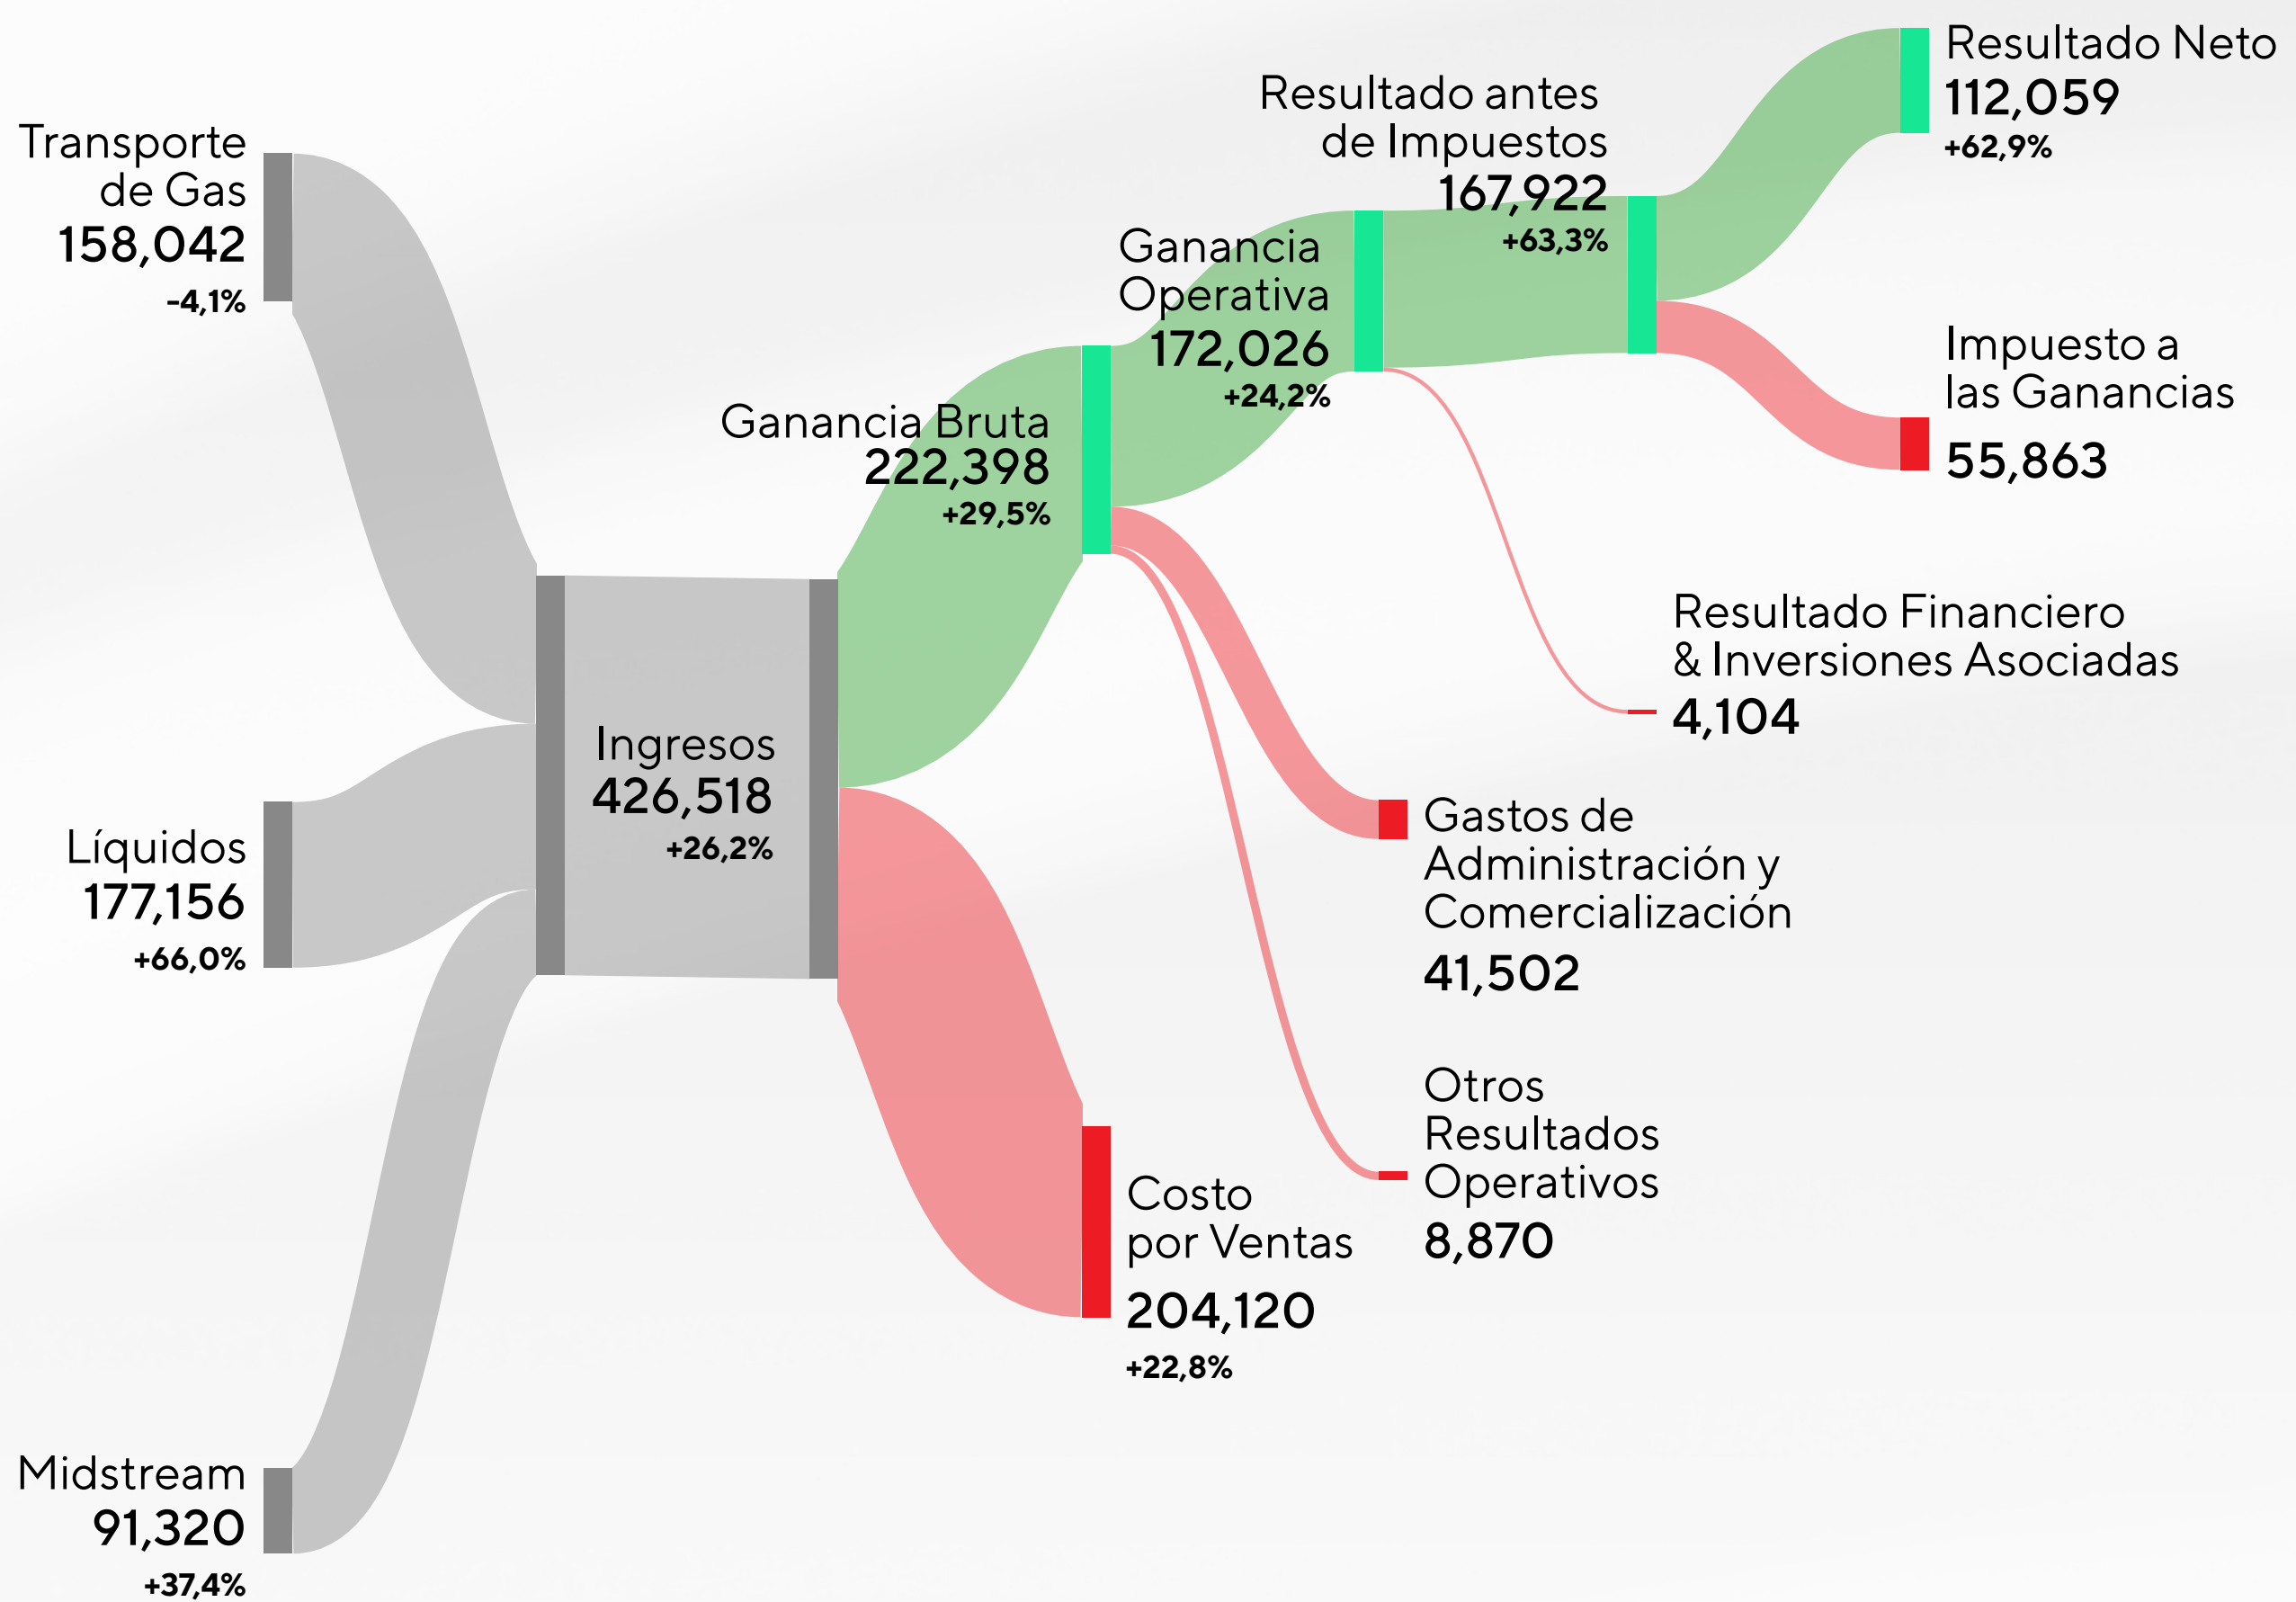 Transporte
de Gas
158,042
-4,1%
Líquidos
177,156
+66,0%
Midstream
91,320
+37,4%
Ingresos
426,518
+26,2%
Ganancia Bruta
222,398
+29,5%
Costo
por Ventas
204,120
+22,8%
Ganancia
Operativa
172,026
+24,2%
Gastos de
Administración y
Comercialización
41,502
Otros
Resultados
Operativos
8,870
Resultado antes
de Impuestos
167,922
+63,3%
Resultado Financiero
& Inversiones Asociadas
4,104
Resultado Neto
112,059
+62,9%
Impuesto a
las Ganancias
55,863